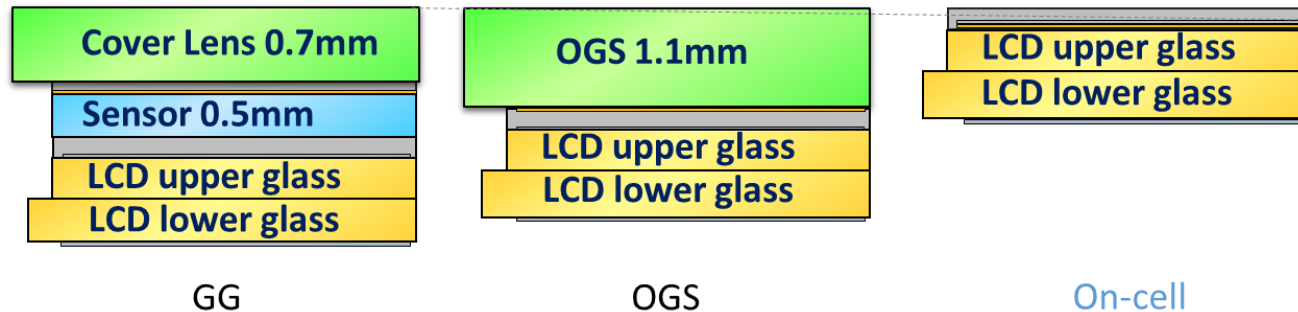 Cover Lens 0.7mm
Sensor 0.5mm
LCD upper glass
LCD lower glass
GG
OGS 1.1mm
LCD upper glass
LCD lower glass
OGS
LCD upper glass
LCD lower glass
On-cell